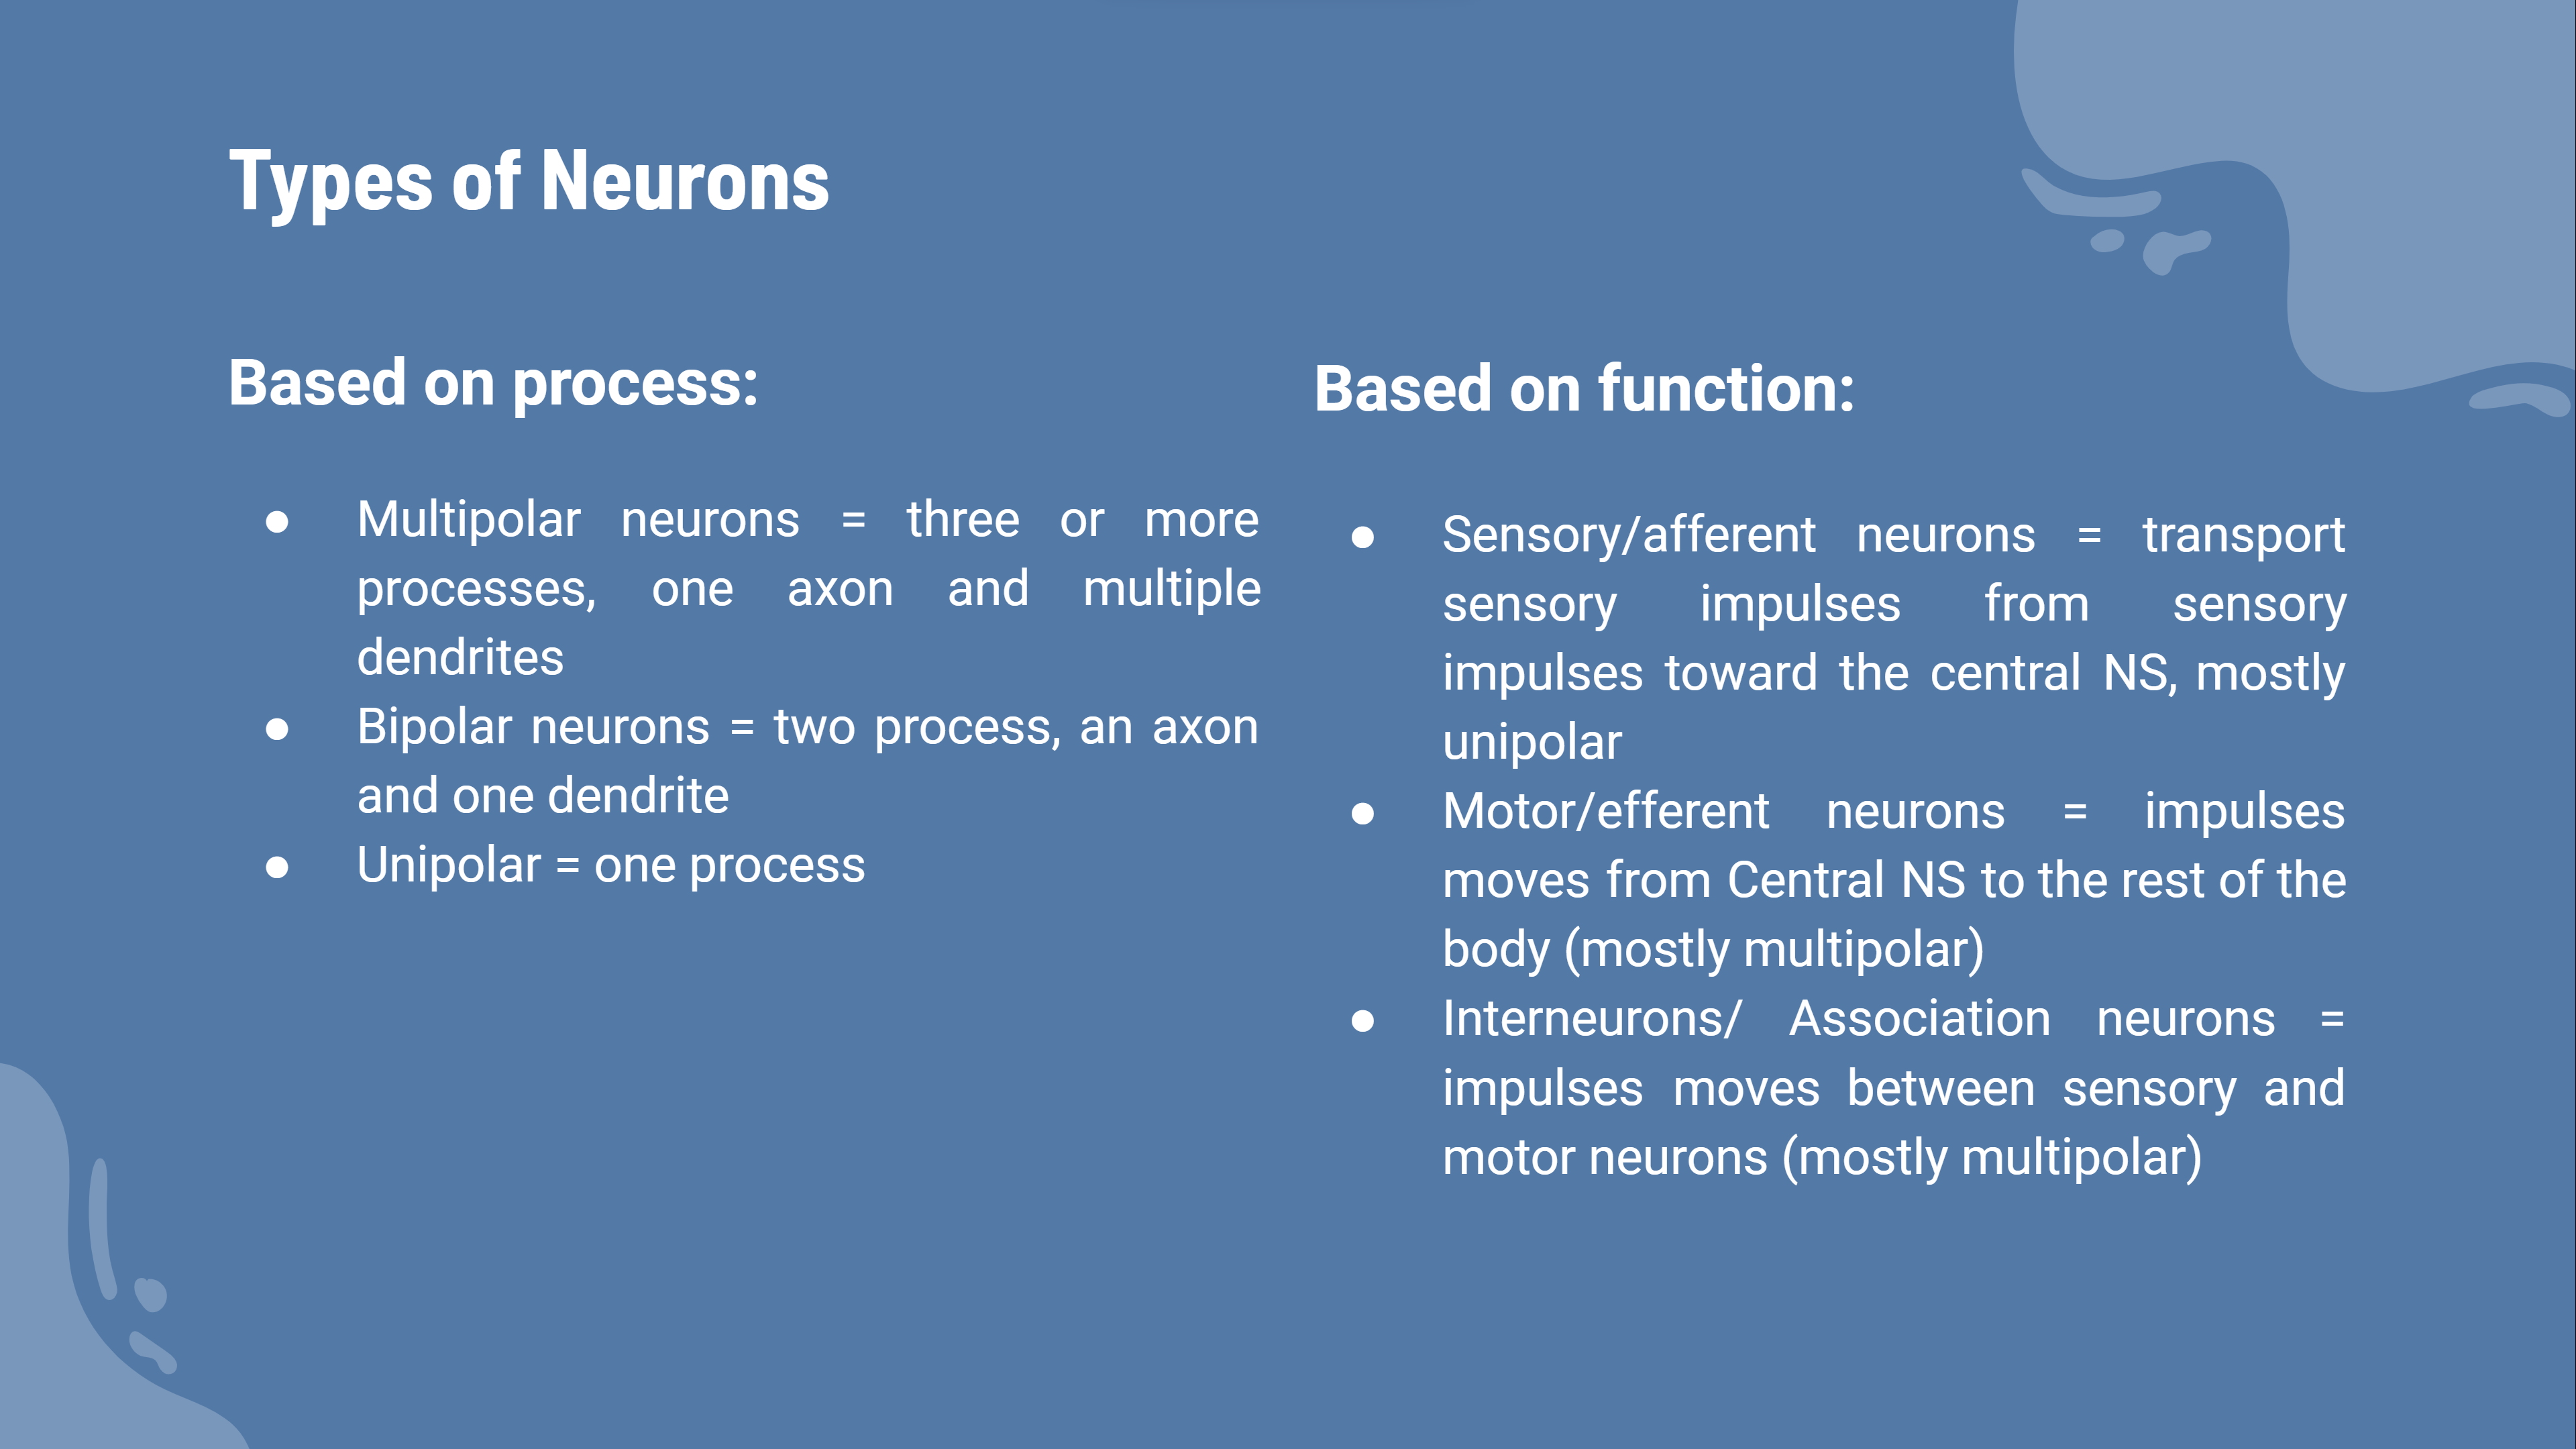 Types of Neurons
Based on process:
● Multipolar neurons = three or more
processes, one axon and multiple
dendrites
● Bipolar neurons = two process, an axon
and one dendrite
● Unipolar = one process
Based on function:
● Sensory/afferent neurons = transport
sensory impulses from sensory
impulses toward the central NS, mostly
unipolar
● Motor/efferent neurons = impulses
moves from Central NS to the rest of the
body (mostly multipolar)
● Interneurons/ Association neurons =
impulses moves between sensory and
motor neurons (mostly multipolar)